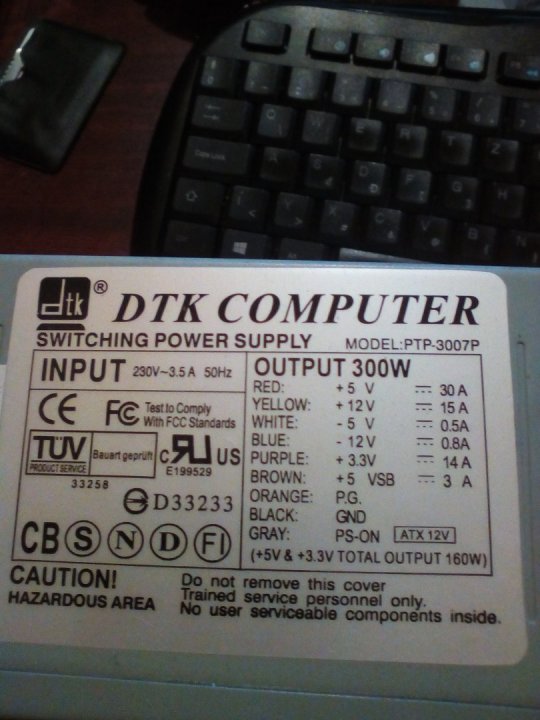 dtk ® DTK COMPUTER
SWITCHING POWER SUPPLY MODEL:PTP-3007P
INPUT 230V~3.5A 50Hz
CE FC Test to Comply
With FCC Standards
TÜV
PRODUCT SERVICE
Bauart geprüft
33258
c RU US
E199529
D33233
CB S N D FI
OUTPUT 300W
RED: +5 V ⎓ 30A
YELLOW: +12V ⎓ 15A
WHITE: -5 V ⎓ 0.5A
BLUE: -12V ⎓ 0.8A
PURPLE: +3.3V ⎓ 14A
BROWN: +5 VSB ⎓ 3 A
ORANGE: P.G.
BLACK: GND
GRAY: PS-ON ATX 12V
(+5V & +3.3V TOTAL OUTPUT 160W)
CAUTION!
HAZARDOUS AREA
Do not remove this cover
Trained service personnel only.
No user serviceable components inside.